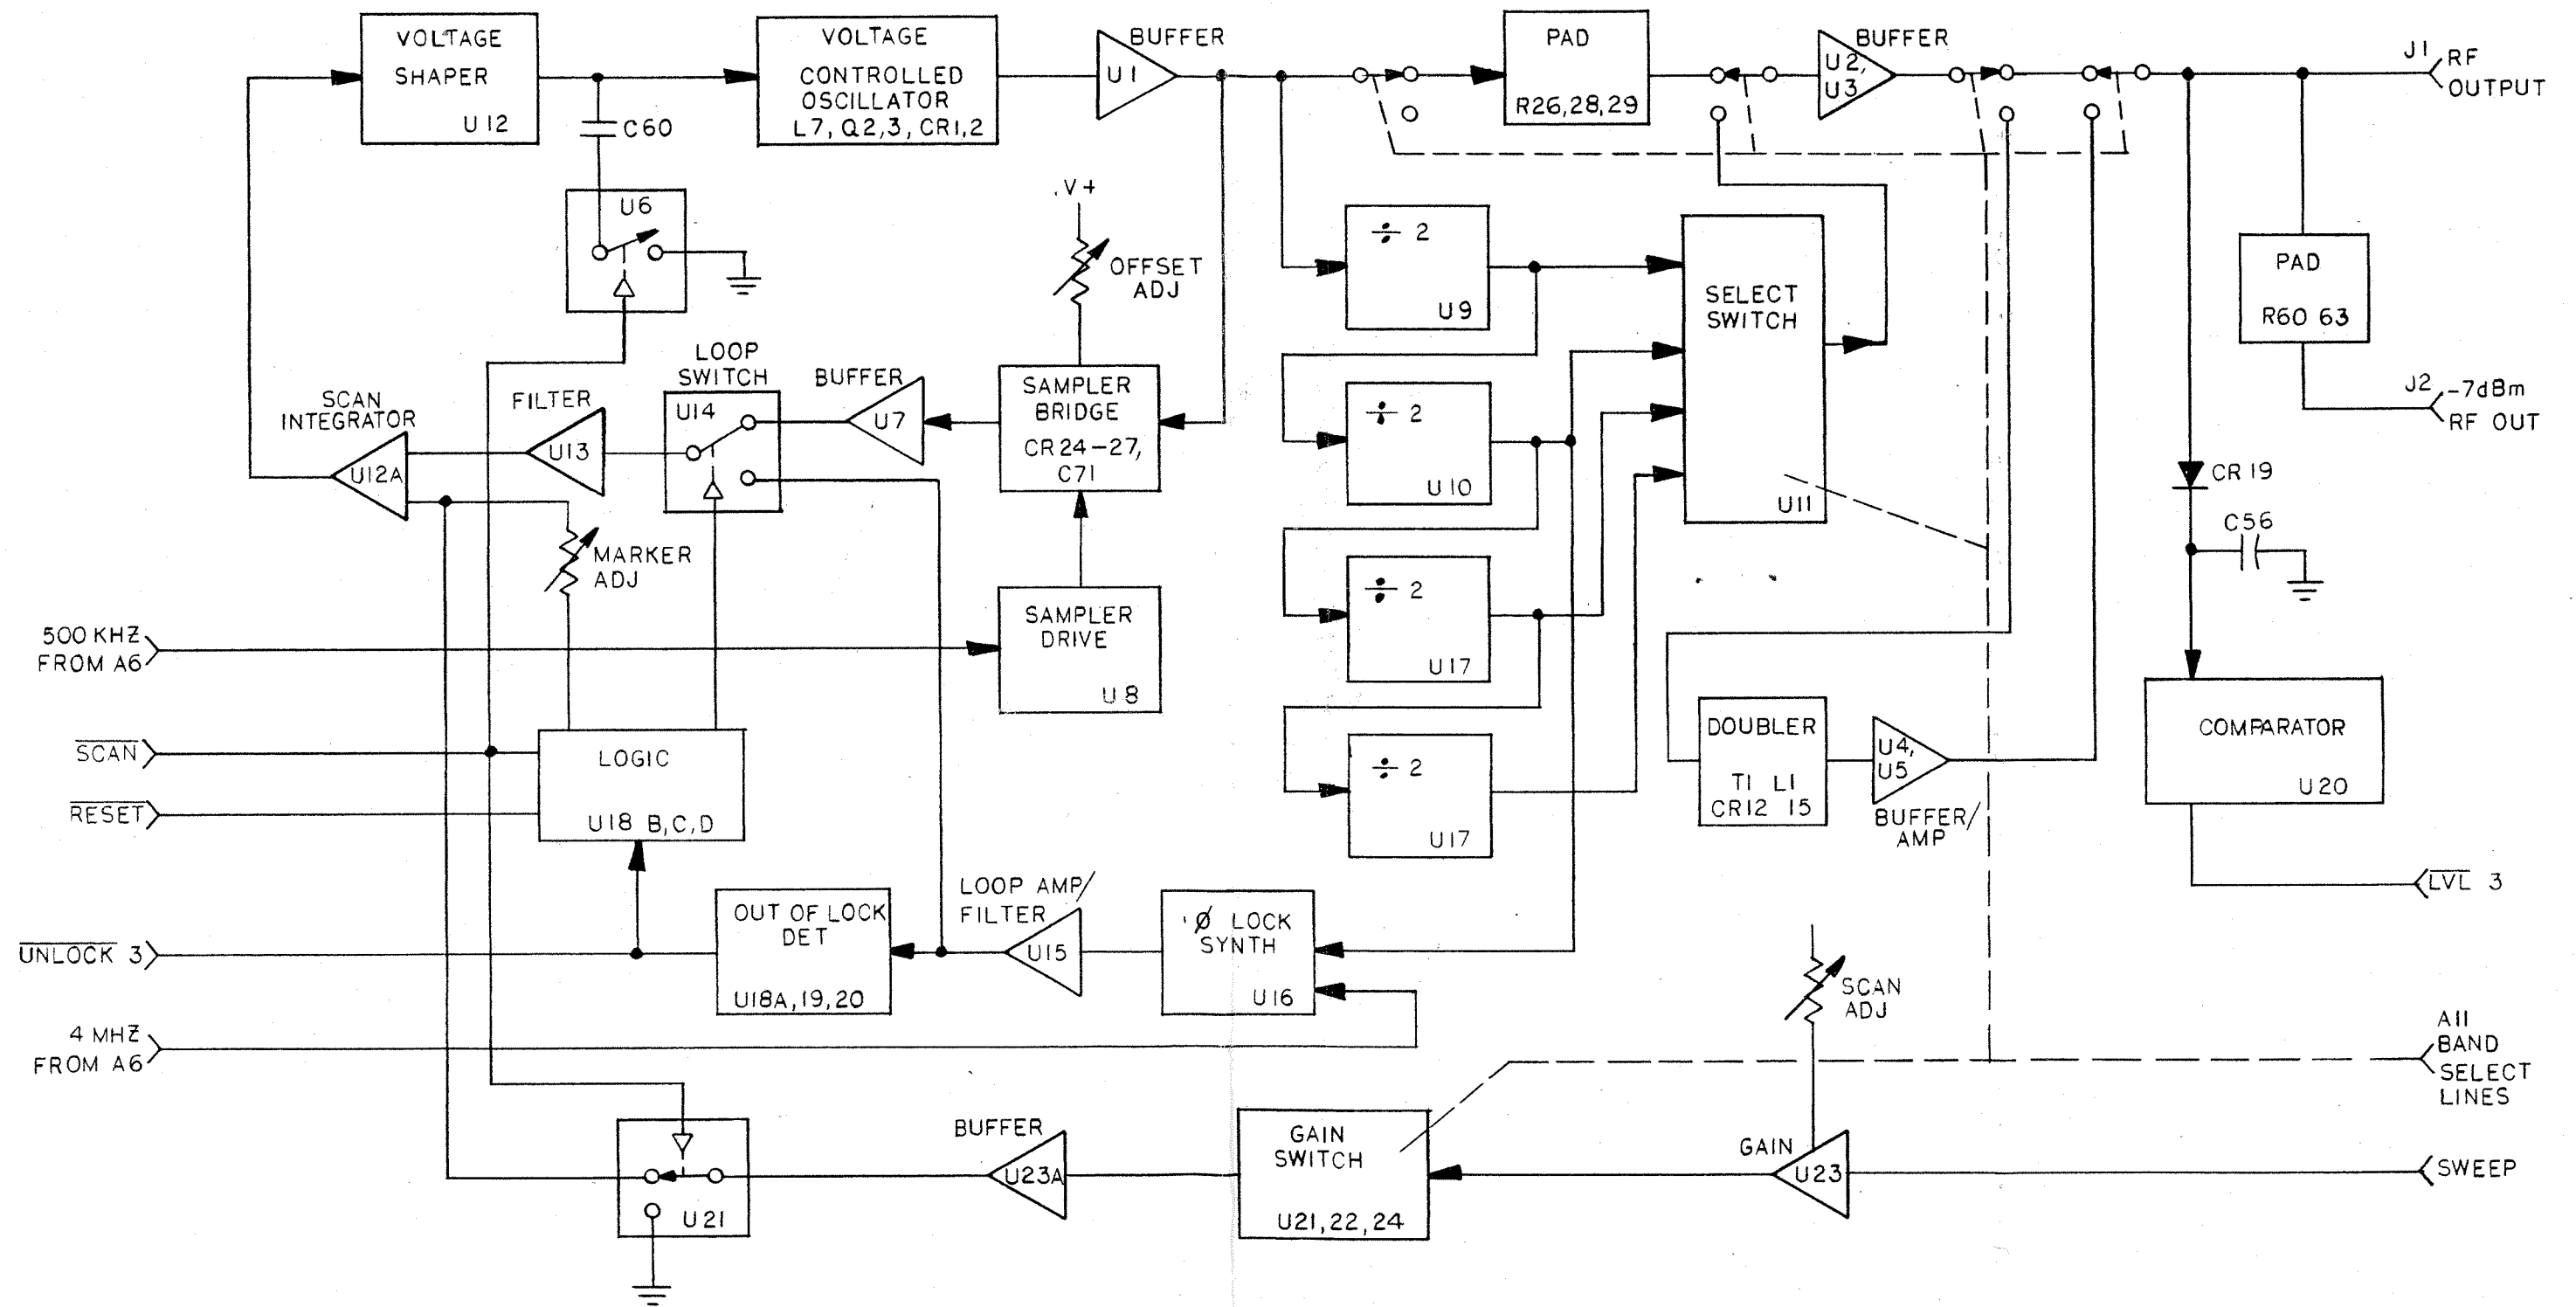 VOLTAGE
SHAPER
U12
VOLTAGE
CONTROLLED
OSCILLATOR
L7, Q2,3, CR1,2
BUFFER
U1
PAD
R26,28,29
BUFFER
U2,
U3
J1 RF
OUTPUT
C60
U6
V+
OFFSET
ADJ
÷ 2
U9
SELECT
SWITCH
U11
PAD
R60 63
J2 -7dBm
RF OUT
LOOP
SWITCH
U14
BUFFER
U7
SAMPLER
BRIDGE
CR24-27,
C71
÷ 2
U10
SCAN
INTEGRATOR
U12A
FILTER
U13
CR19
C56
MARKER
ADJ
500 KHZ
FROM A6
SAMPLER
DRIVE
U8
÷ 2
U17
SCAN
RESET
LOGIC
U18 B,C,D
÷ 2
U17
DOUBLER
T1 L1
CR12 15
U4,
U5
BUFFER/
AMP
COMPARATOR
U20
LVL 3
UNLOCK 3
OUT OF LOCK
DET
U18A,19,20
LOOP AMP/
FILTER
U15
Ø LOCK
SYNTH
U16
4 MHZ
FROM A6
SCAN
ADJ
A11
BAND
SELECT
LINES
U21
BUFFER
U23A
GAIN
SWITCH
U21,22,24
GAIN
U23
SWEEP